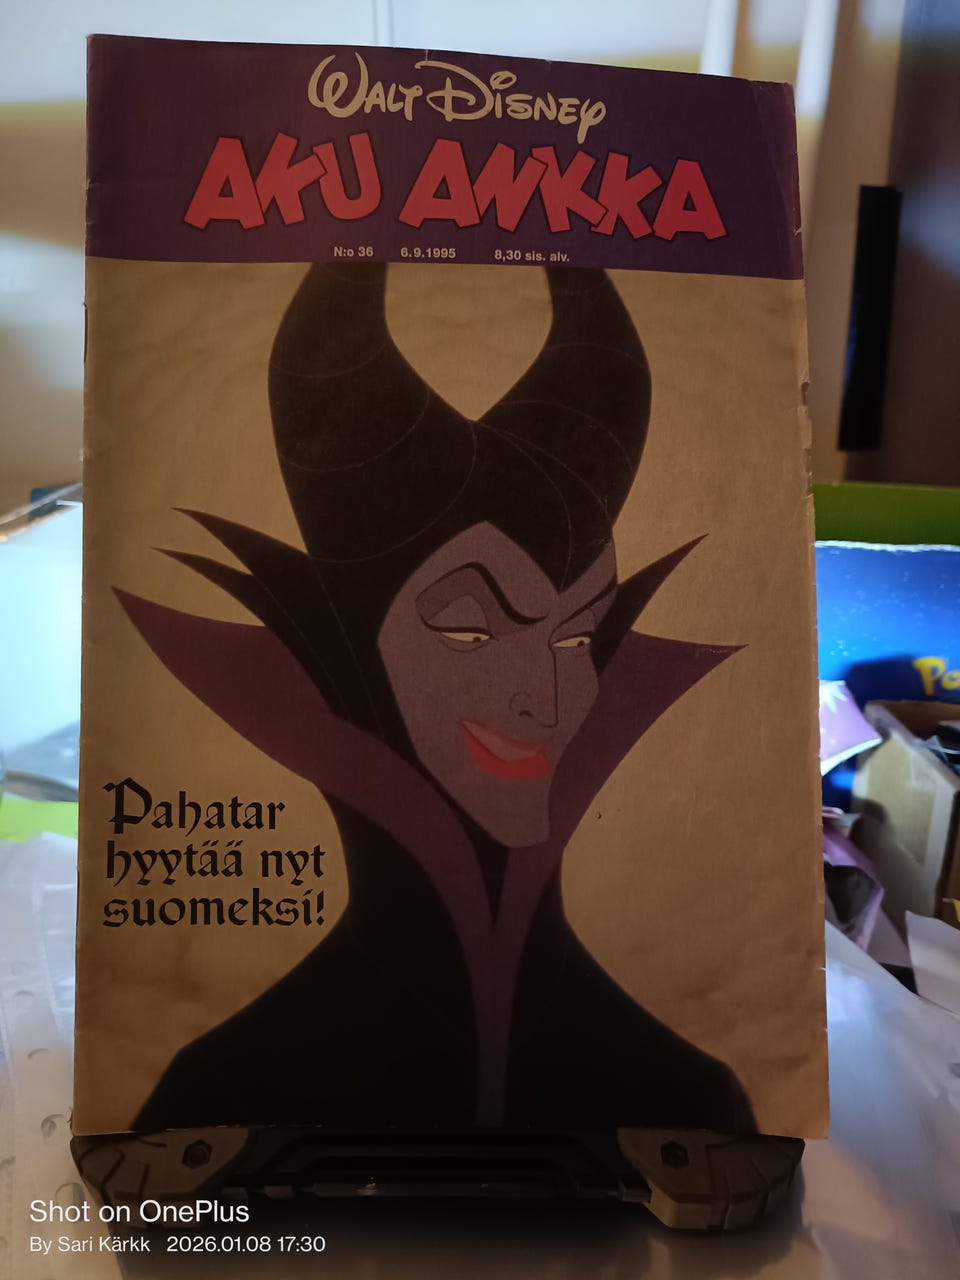 Walt Disney
AKU ANKKA
N:o 36 6.9.1995 8,30 sis. alv.
Pahatar
hyytää nyt
suomeksi!
Po
Shot on OnePlus
By Sari Kärkk 2026.01.08 17:30